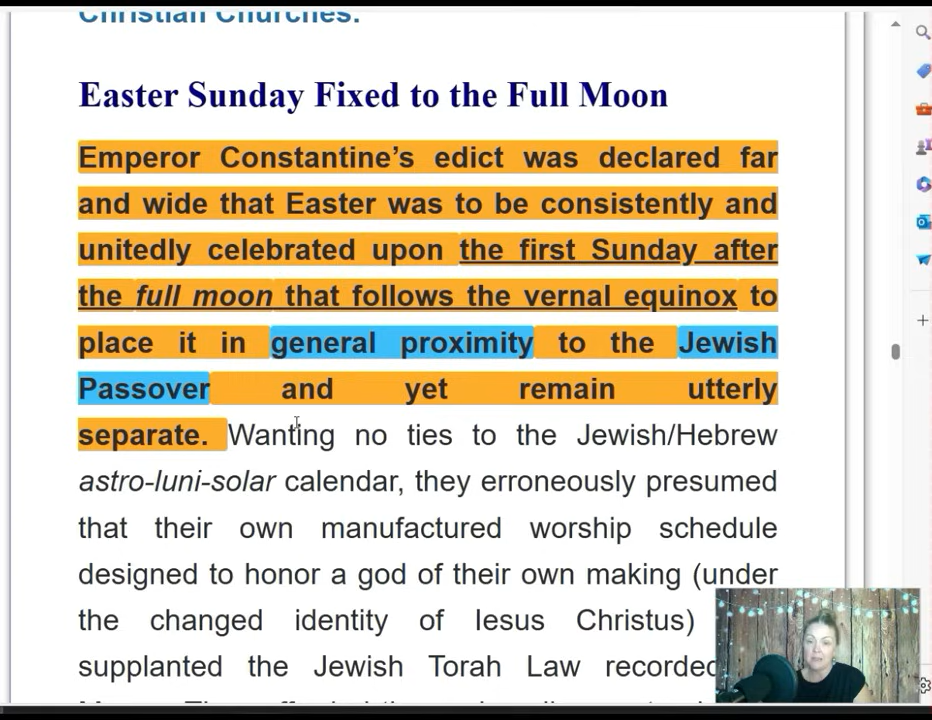 Christian Churches.
Easter Sunday Fixed to the Full Moon
Emperor Constantine’s edict was declared far
and wide that Easter was to be consistently and
unitedly celebrated upon the first Sunday after
the full moon that follows the vernal equinox to
place it in general proximity to the Jewish
Passover and yet remain utterly
separate. Wanting no ties to the Jewish/Hebrew
astro-luni-solar calendar, they erroneously presumed
that their own manufactured worship schedule
designed to honor a god of their own making (under
the changed identity of Iesus Christus)
supplanted the Jewish Torah Law recorded